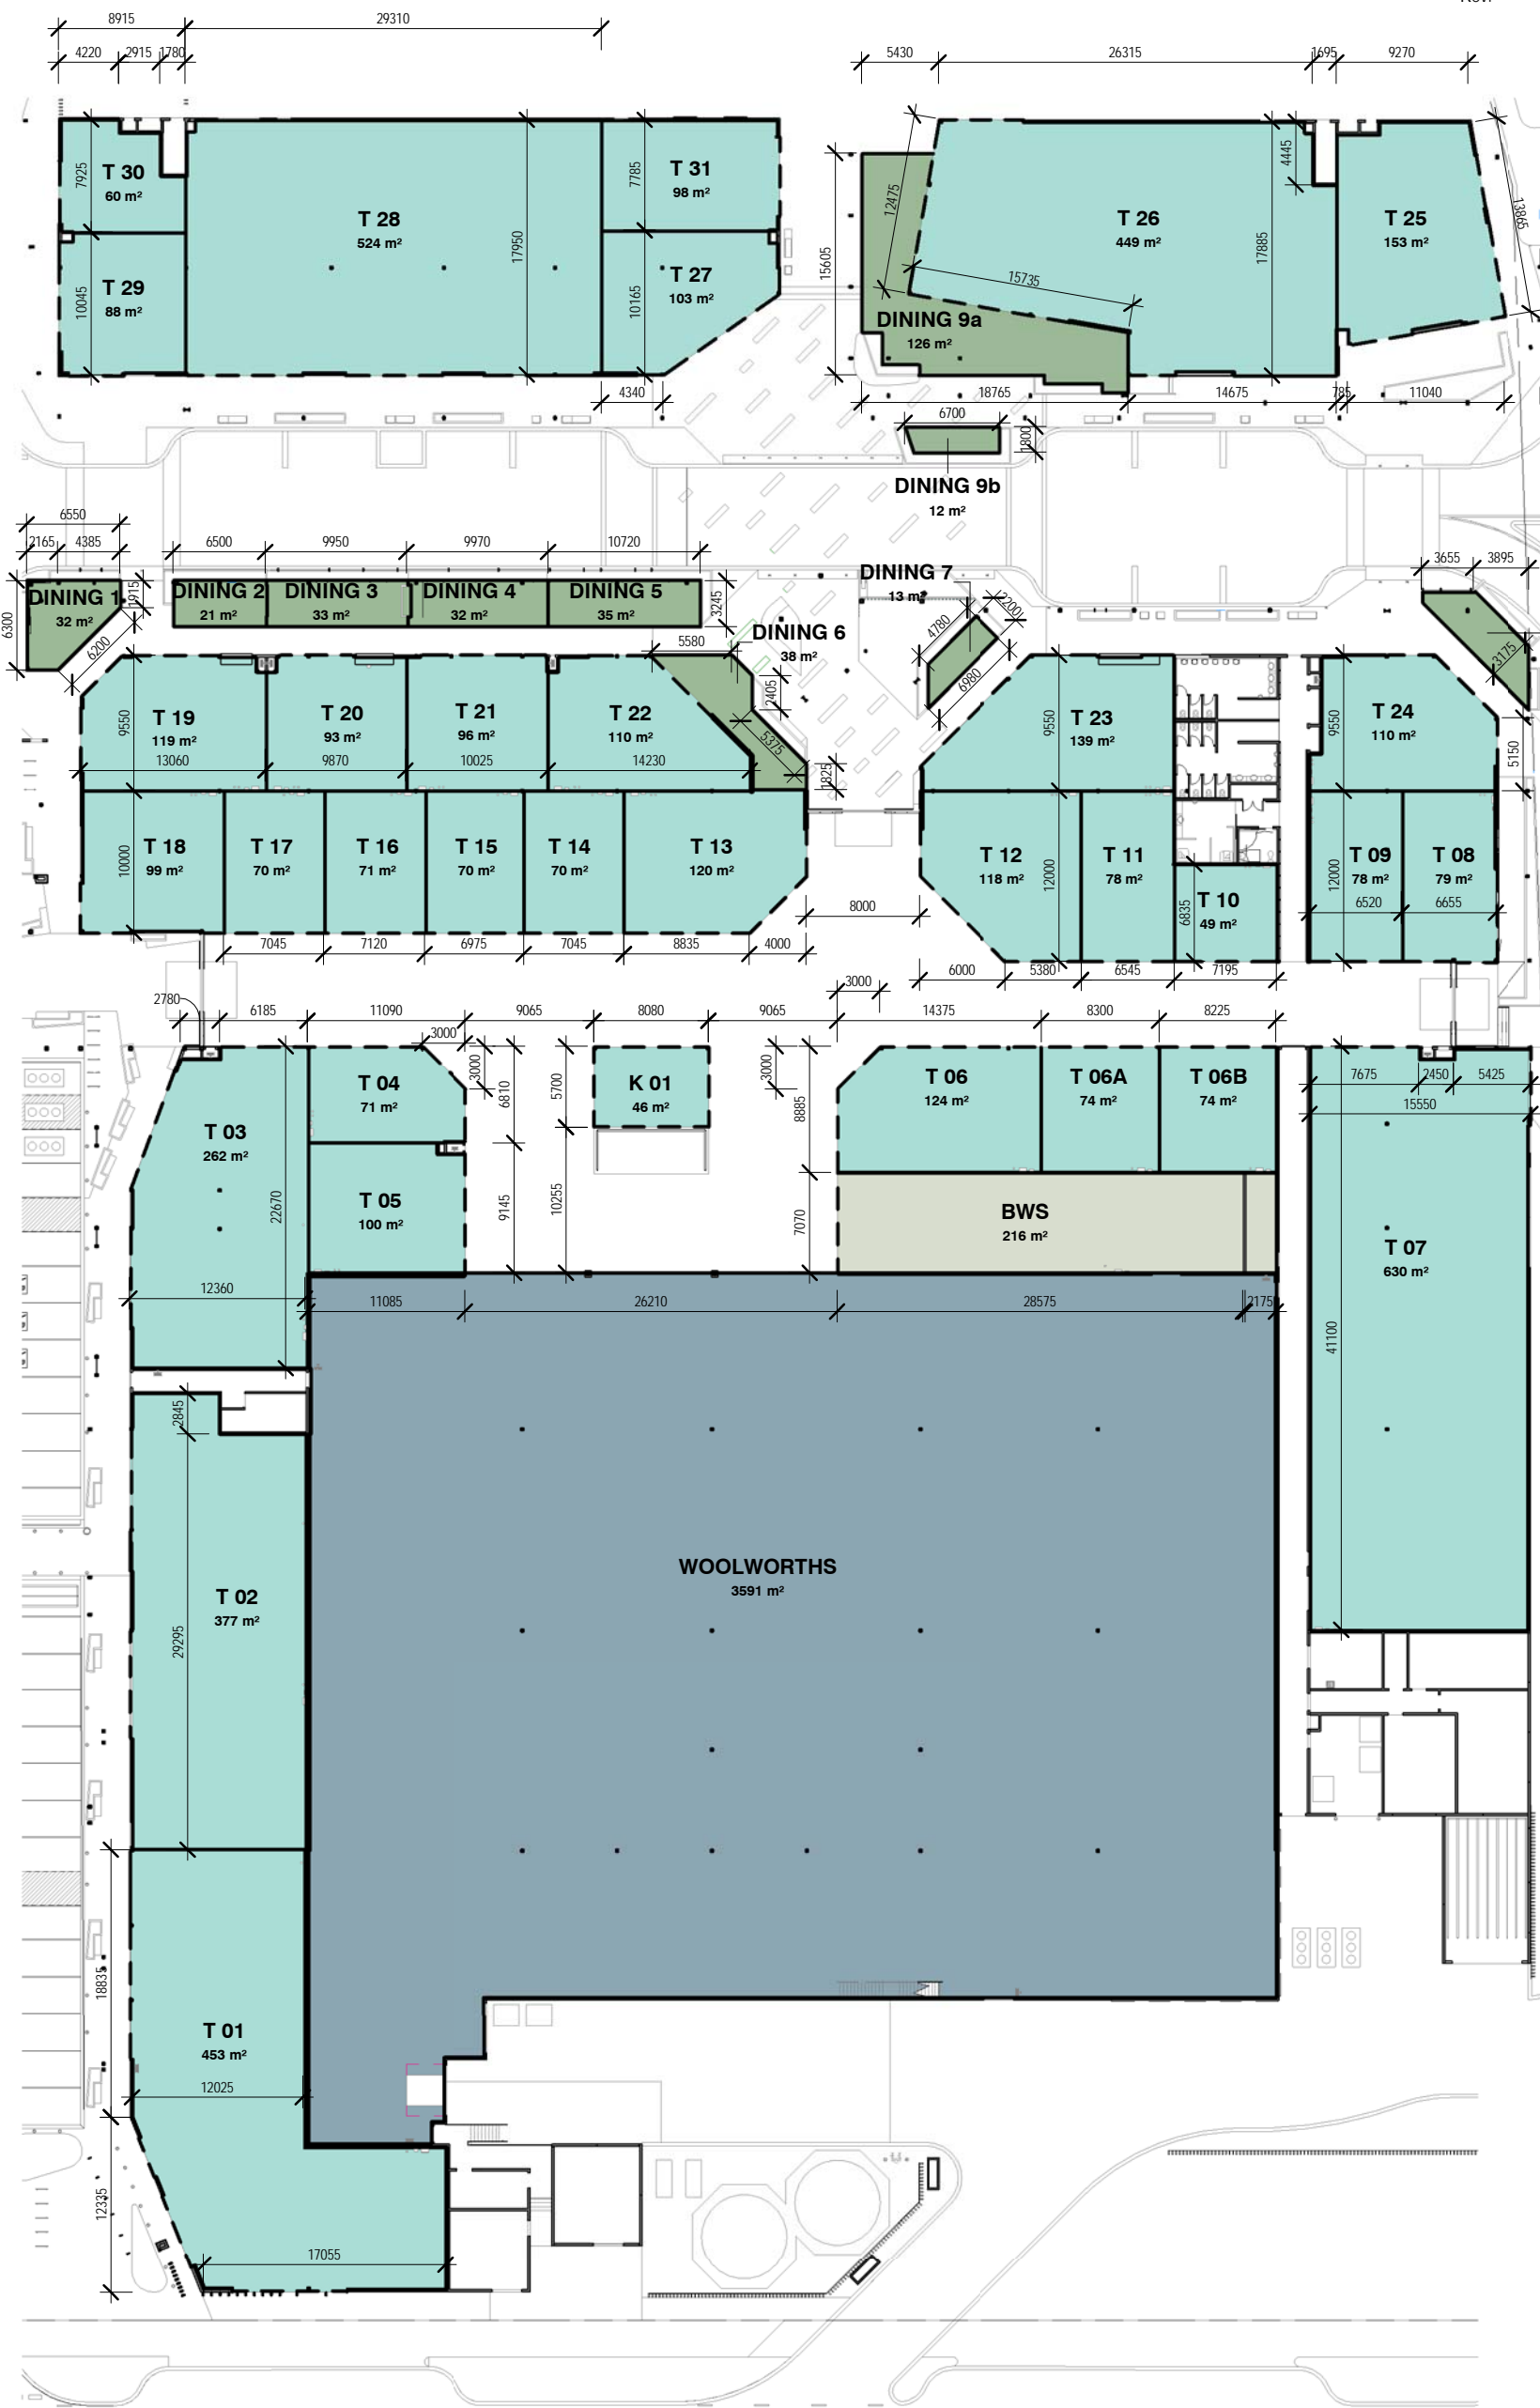 8915
29310
4220
2915
1780
5430
26315
1695
9270
T 30
60 m²
7925
T 28
524 m²
17950
T 31
98 m²
7785
T 29
88 m²
10045
T 27
103 m²
10165
12475
15605
T 26
449 m²
17885
4445
T 25
153 m²
13865
15735
DINING 9a
126 m²
4340
18765
14675
785
11040
6700
1800
DINING 9b
12 m²
6550
2165
4385
6500
9950
9970
10720
3655
3895
DINING 1
32 m²
1915
6300
6200
DINING 2
21 m²
DINING 3
33 m²
DINING 4
32 m²
DINING 5
35 m²
3245
DINING 7
13 m²
2200
4780
6980
DINING 6
38 m²
5580
2405
5375
1825
3175
T 19
119 m²
9550
13060
T 20
93 m²
9870
T 21
96 m²
10025
T 22
110 m²
14230
T 23
139 m²
9550
T 24
110 m²
9550
5150
T 18
99 m²
10000
T 17
70 m²
T 16
71 m²
T 15
70 m²
T 14
70 m²
T 13
120 m²
T 12
118 m²
12000
T 11
78 m²
T 10
49 m²
6835
T 09
78 m²
12000
6520
T 08
79 m²
6655
8000
7045
7120
6975
7045
8835
4000
6000
5380
6545
7195
3000
2780
6185
11090
9065
8080
9065
14375
8300
8225
3000
3000
T 04
71 m²
6810
5700
K 01
46 m²
3000
8885
T 06
124 m²
T 06A
74 m²
T 06B
74 m²
7675
2450
5425
15550
T 03
262 m²
22670
T 05
100 m²
9145
10255
7070
BWS
216 m²
T 07
630 m²
41100
12360
11085
26210
28575
2175
2845
WOOLWORTHS
3591 m²
T 02
377 m²
29295
18835
T 01
453 m²
12025
12335
17055